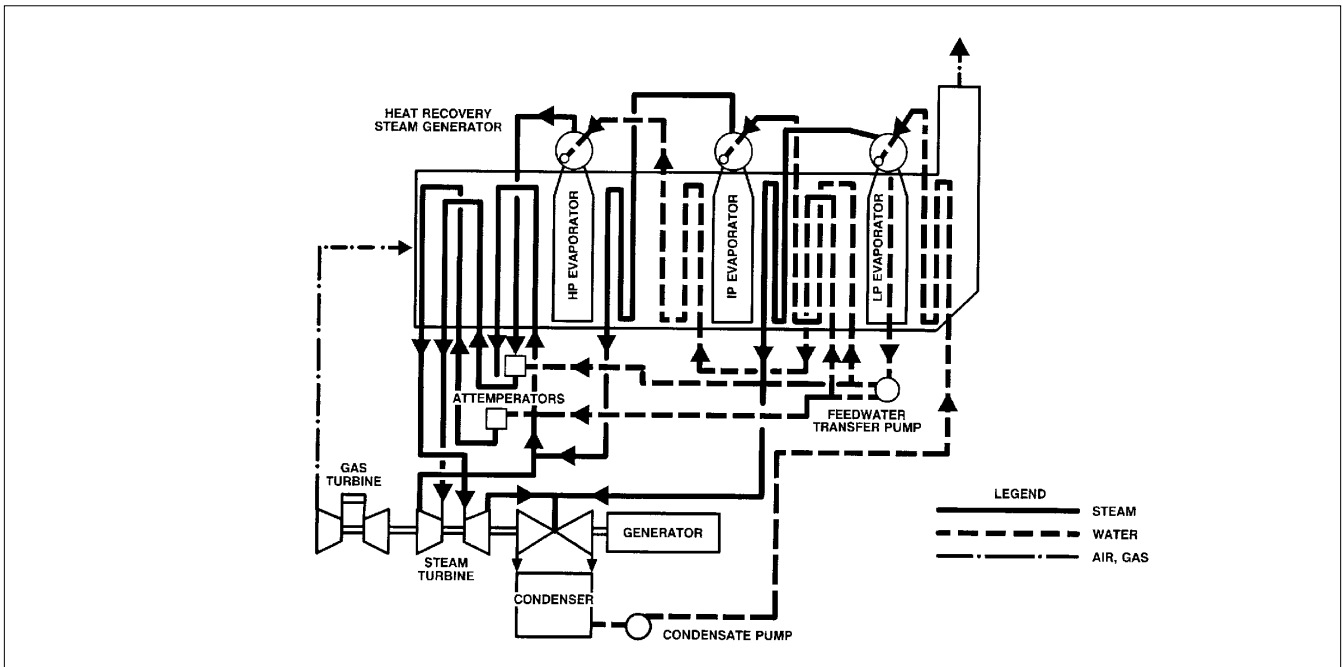 HEAT RECOVERY
STEAM GENERATOR
HP EVAPORATOR
IP EVAPORATOR
LP EVAPORATOR
ATTEMPERATORS
FEEDWATER
TRANSFER PUMP
GAS
TURBINE
STEAM
TURBINE
GENERATOR
CONDENSER
CONDENSATE PUMP
LEGEND
STEAM
WATER
AIR, GAS